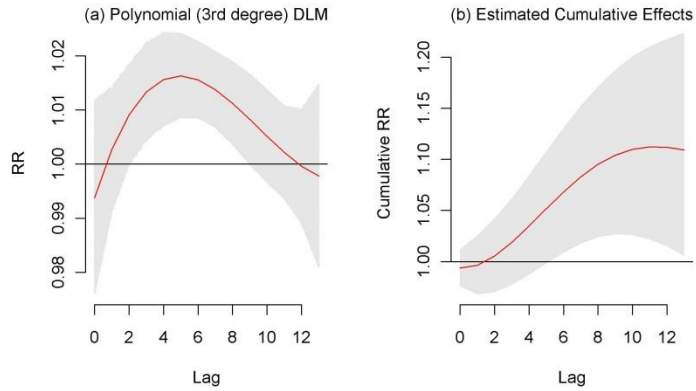 (a) Polynomial (3rd degree) DLM
RR
0.98 0.99 1.00 1.01 1.02
0 2 4 6 8 10 12
Lag
(b) Estimated Cumulative Effects
Cumulative RR
1.00 1.05 1.10 1.15 1.20
0 2 4 6 8 10 12
Lag